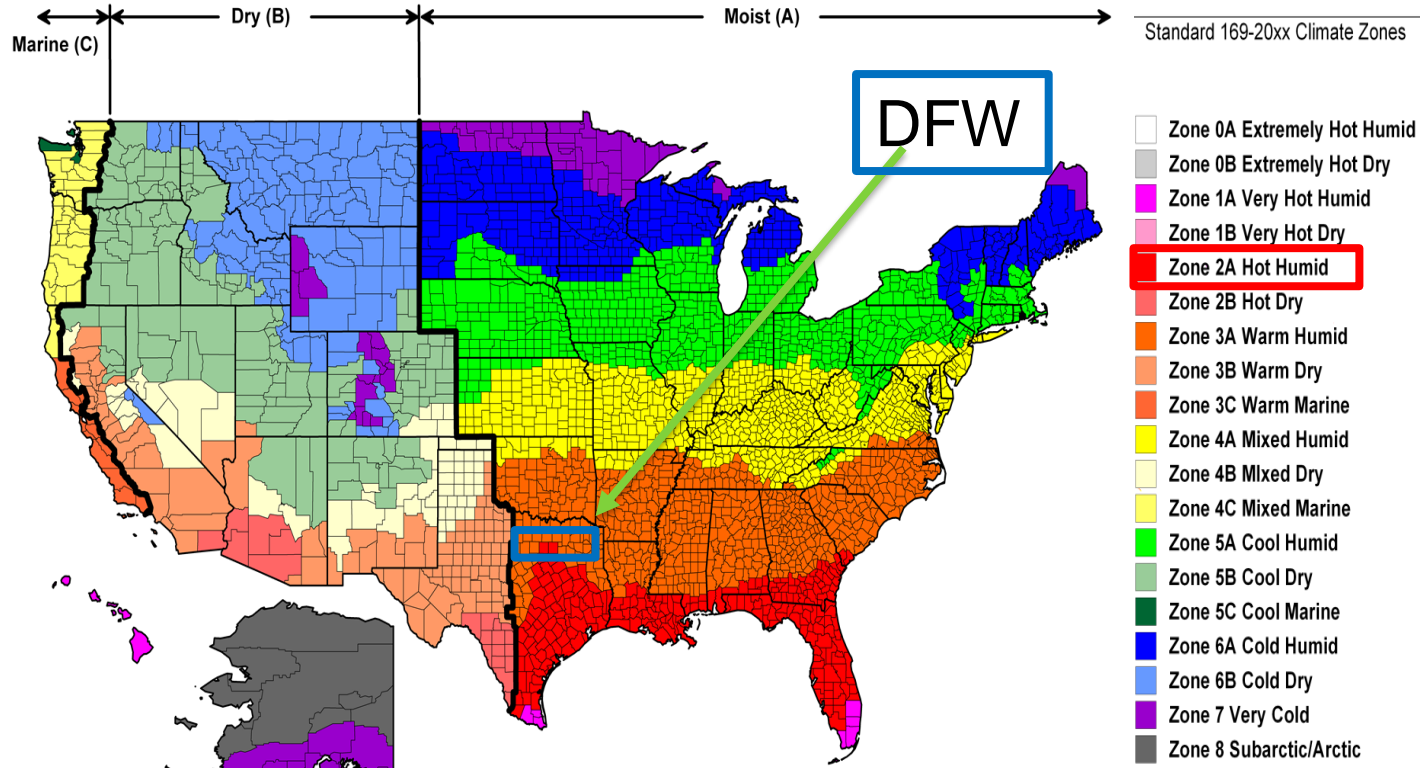 Dry (B)
Moist (A)
Marine (C)
Standard 169-20xx Climate Zones
DFW
Zone 0A Extremely Hot Humid
Zone 0B Extremely Hot Dry
Zone 1A Very Hot Humid
Zone 1B Very Hot Dry
Zone 2A Hot Humid
Zone 2B Hot Dry
Zone 3A Warm Humid
Zone 3B Warm Dry
Zone 3C Warm Marine
Zone 4A Mixed Humid
Zone 4B Mixed Dry
Zone 4C Mixed Marine
Zone 5A Cool Humid
Zone 5B Cool Dry
Zone 5C Cool Marine
Zone 6A Cold Humid
Zone 6B Cold Dry
Zone 7 Very Cold
Zone 8 Subarctic/Arctic